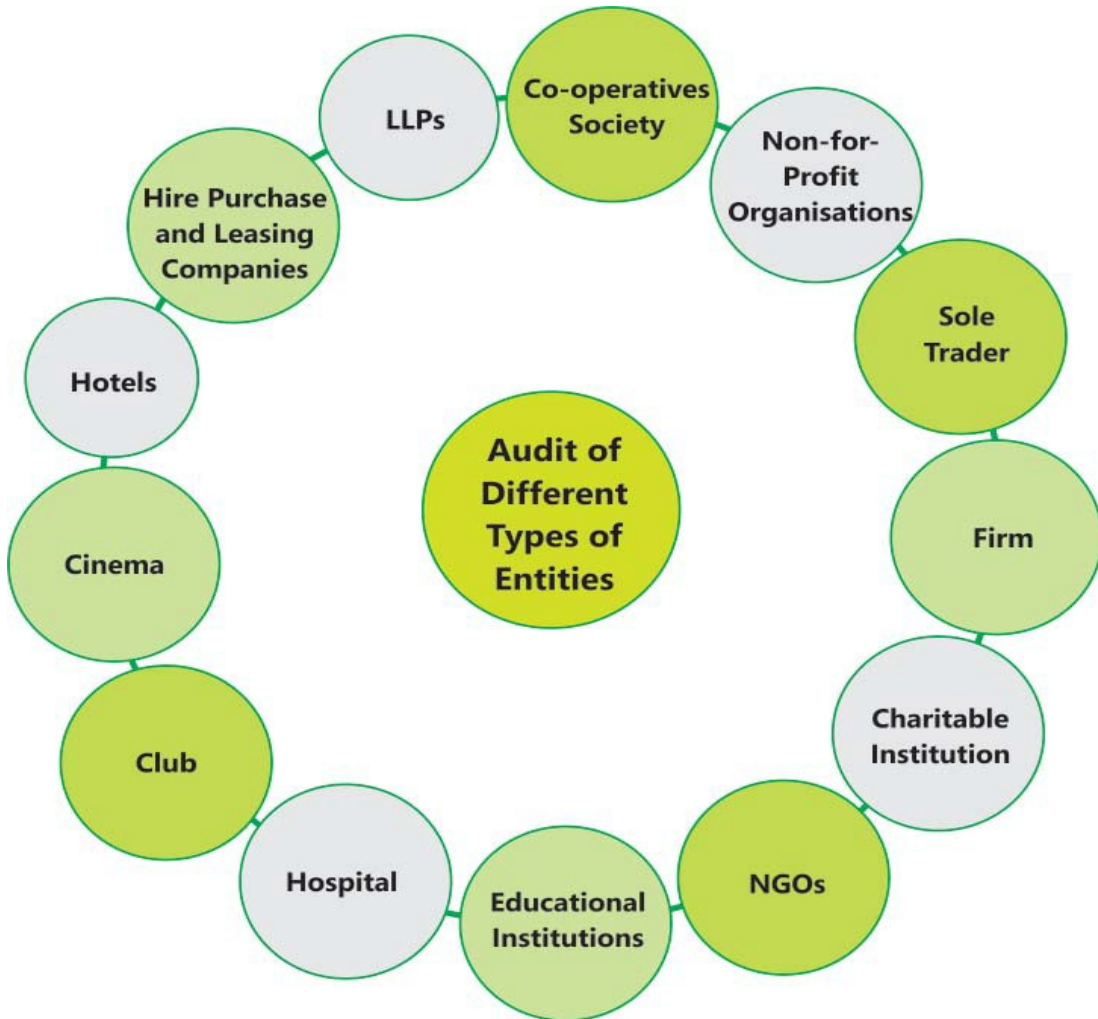 Co-operatives
Society
Non-for-
Profit
Organisations
Sole
Trader
Firm
Charitable
Institution
NGOs
Educational
Institutions
Hospital
Club
Cinema
Hotels
Hire Purchase
and Leasing
Companies
LLPs
Audit of
Different
Types of
Entities